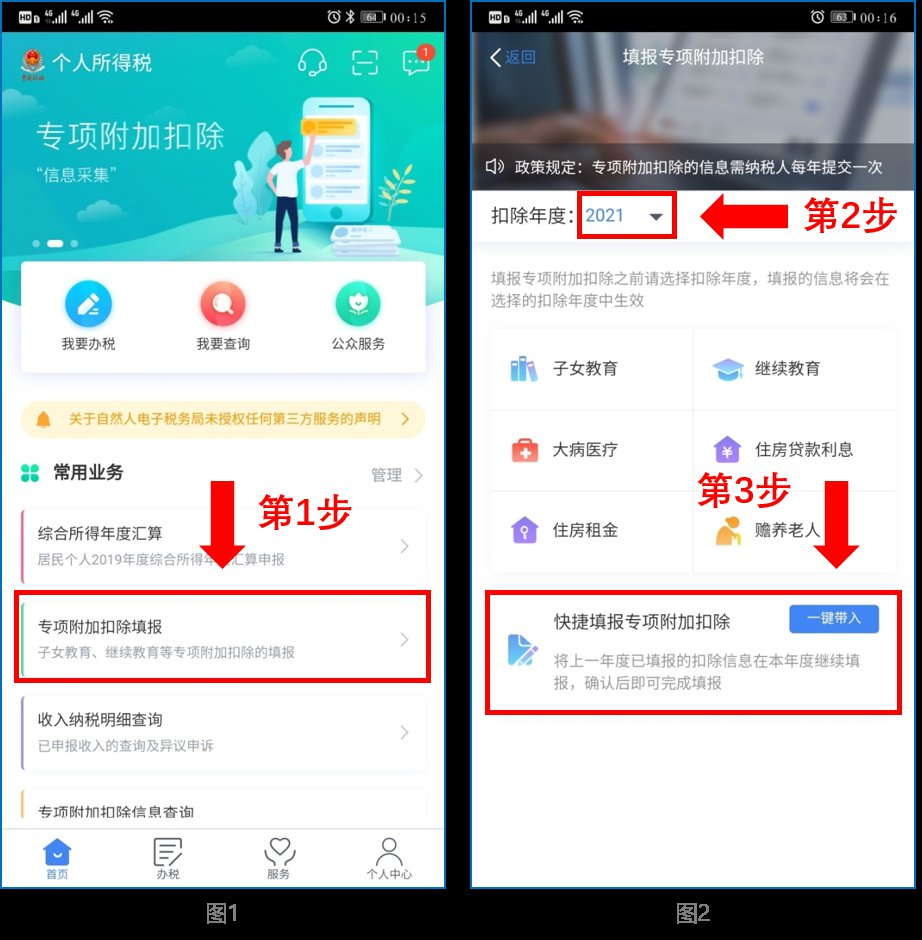 HD 4G 4G 64 00:15
个人所得税
1
专项附加扣除
“信息采集”
我要办税 我要查询 公众服务
关于自然人电子税务局未授权任何第三方服务的声明
常用业务 管理
第1步
综合所得年度汇算
居民个人2019年度综合所得年 汇算申报
专项附加扣除填报
子女教育、继续教育等专项附加扣除的填报
收入纳税明细查询
已申报收入的查询及异议申诉
专项附加扣除信息查询
首页 办税 服务 个人中心
图1
HD 4G 4G 63 00:16
返回 填报专项附加扣除
政策规定：专项附加扣除的信息需纳税人每年提交一次
扣除年度： 2021 第2步
填报专项附加扣除之前请选择扣除年度，填报的信息将会在
选择的扣除年度中生效
子女教育 继续教育
大病医疗 住房贷款利息
第3步
住房租金 赡养老人
快捷填报专项附加扣除 一键带入
将上一年度已填报的扣除信息在本年度继续填
报，确认后即可完成填报
图2